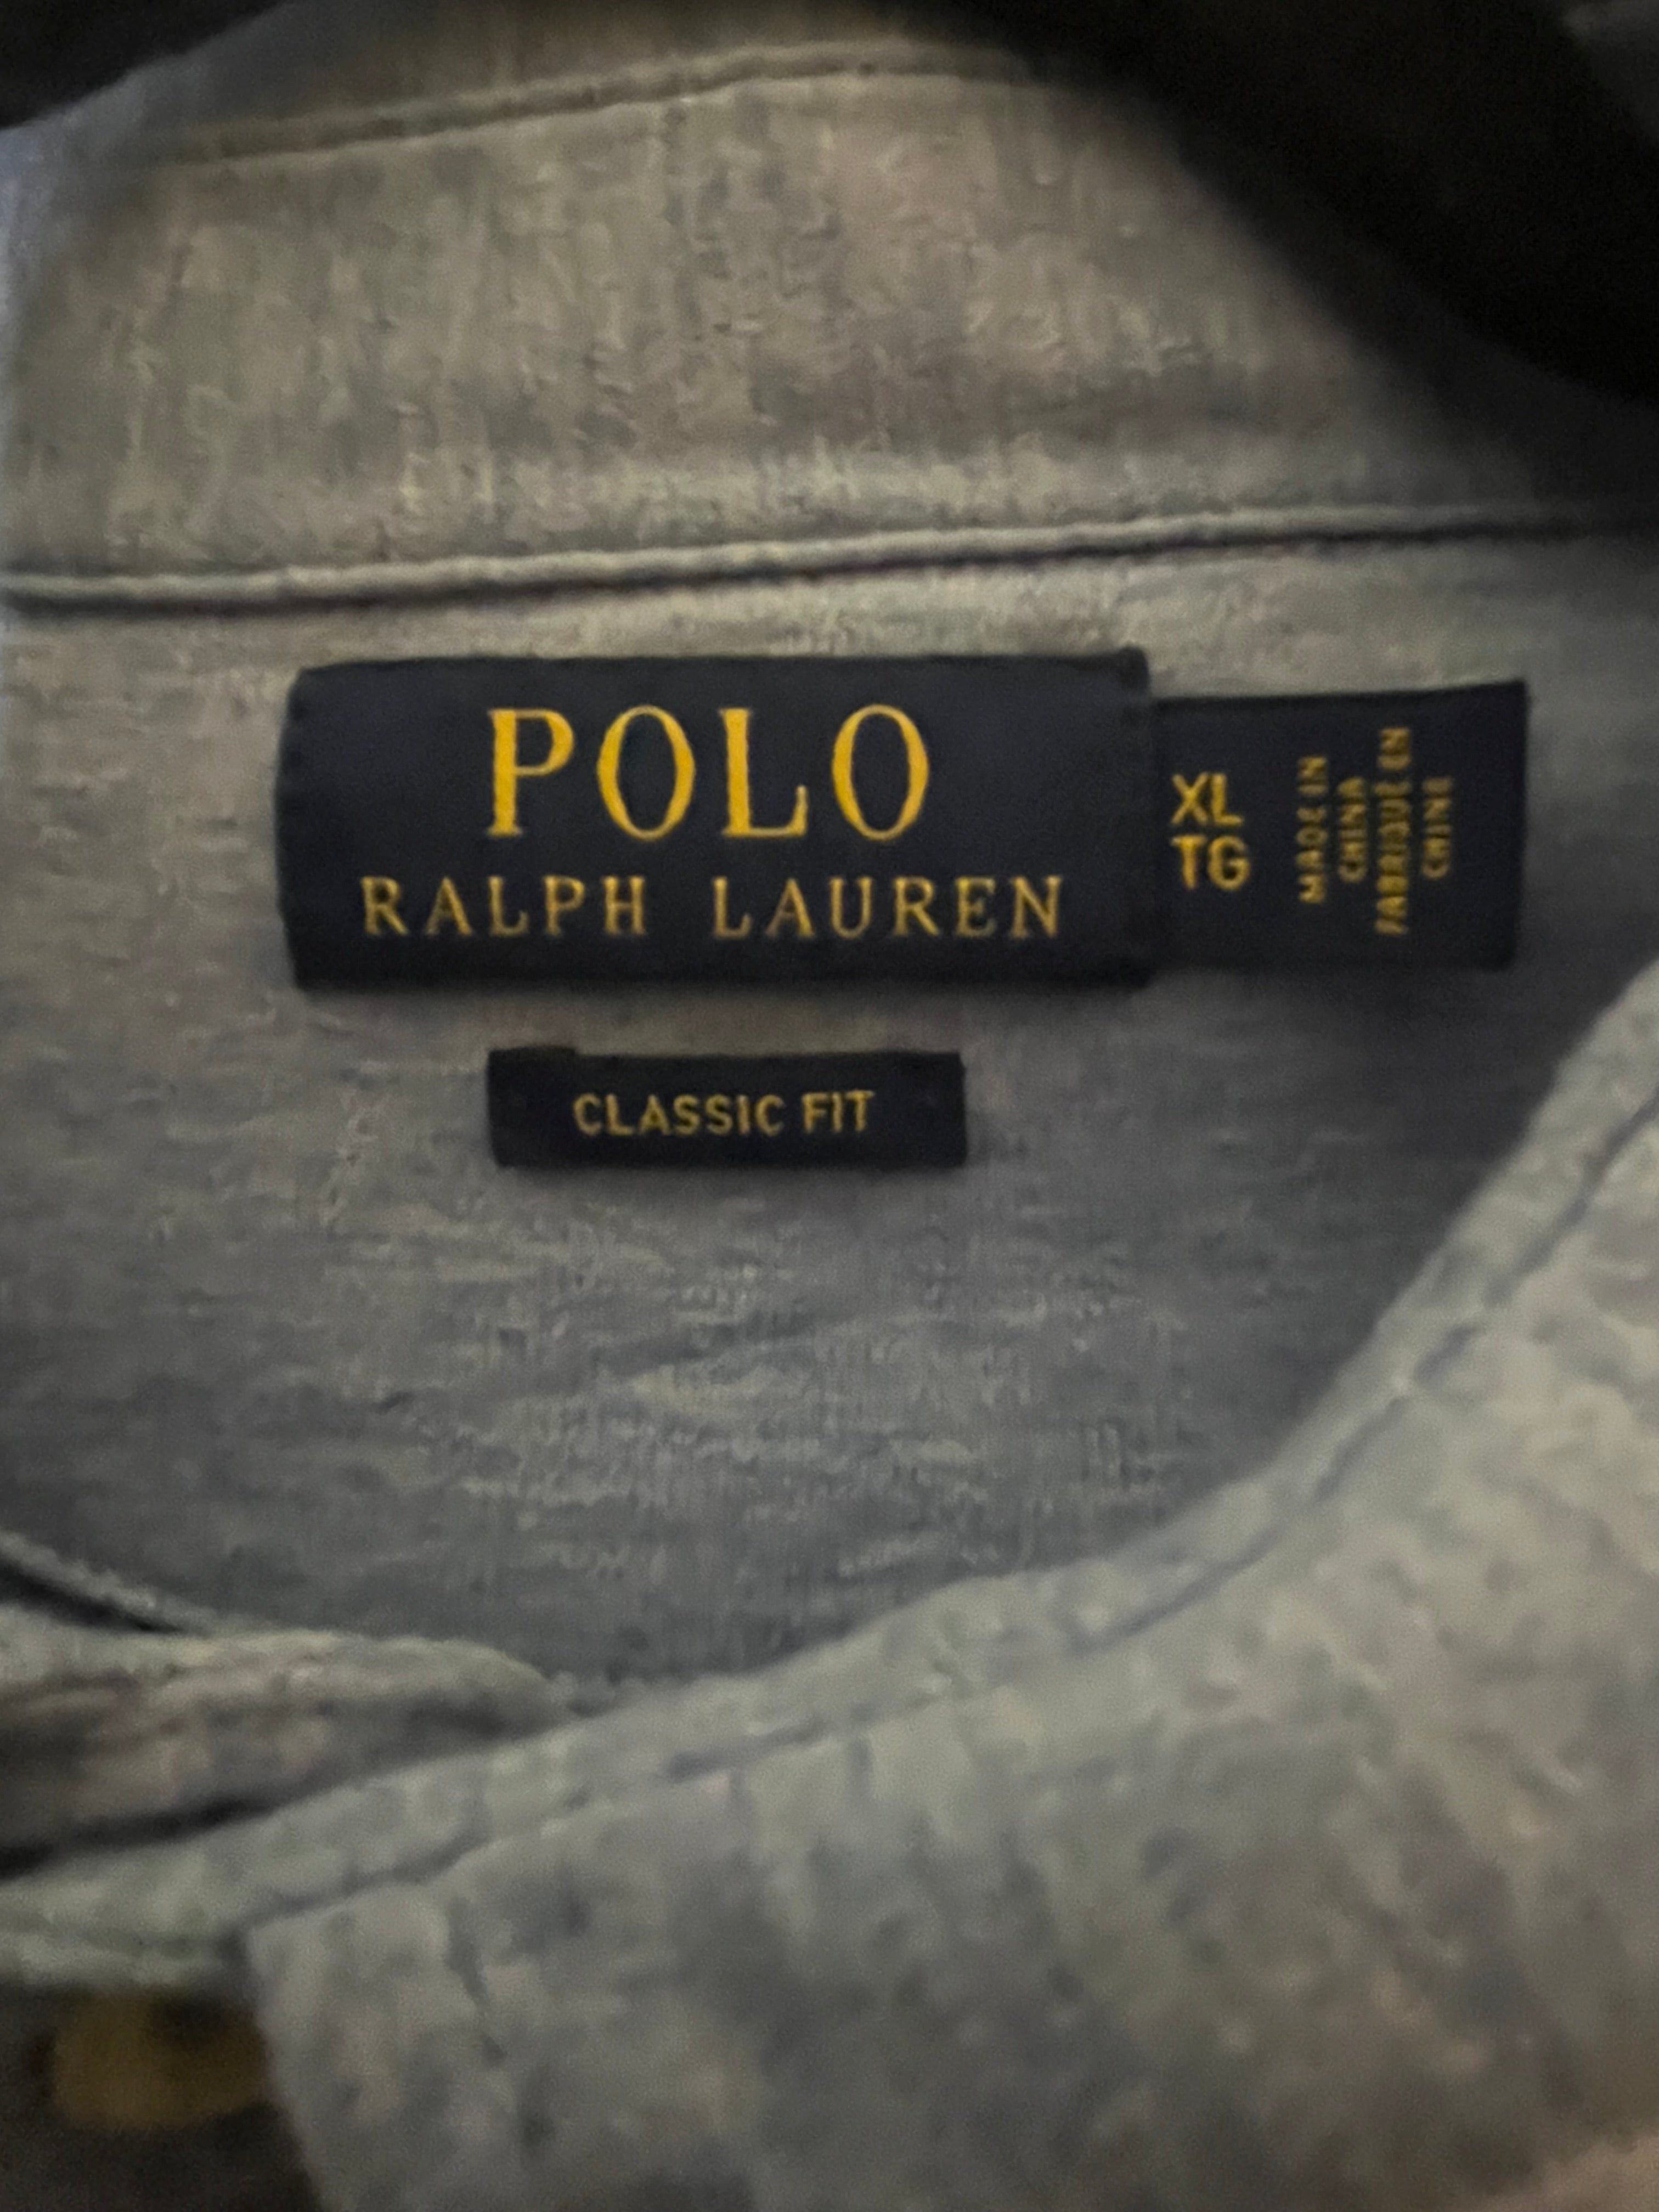 POLO
RALPH LAUREN
XL
TG
MADE IN
CHINA
FABRIQUÉ EN
CHINE
CLASSIC FIT